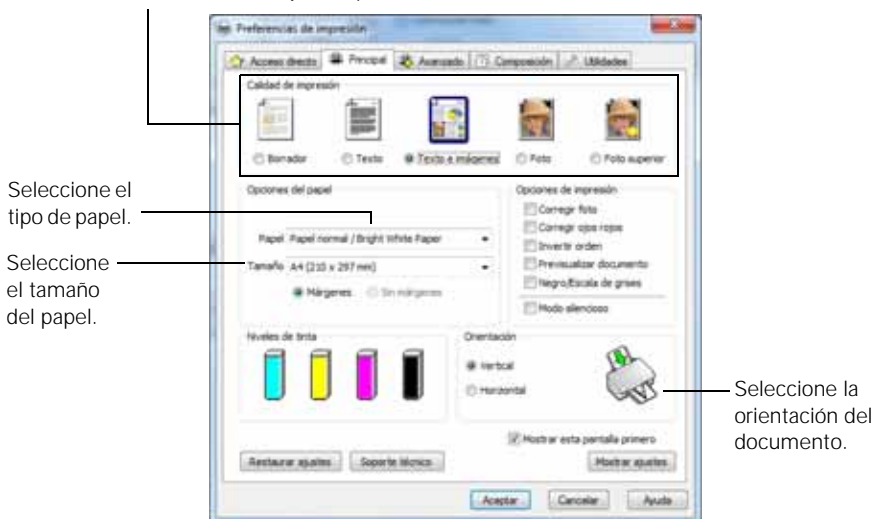 Preferencias de impresión
Acceso directo Principal Avanzado Composición Utilidades
Calidad de impresión
Borrador Texto Texto e imágenes Foto Foto superior
Seleccione el
tipo de papel.
Opciones del papel
Papel Papel normal / Bright White Paper
Seleccione
el tamaño
del papel.
Tamaño A4 (210 x 297 mm)
Márgenes Sin márgenes
Opciones de impresión
Corregir foto
Corregir ojos rojos
Invertir orden
Previsualizar documento
Negro/Escala de grises
Modo silencioso
Niveles de tinta
Orientación
Vertical
Horizontal
Seleccione la
orientación del
documento.
Mostrar esta pantalla primero
Restaurar ajustes Soporte técnico Mostrar ajustes
Aceptar Cancelar Ayuda